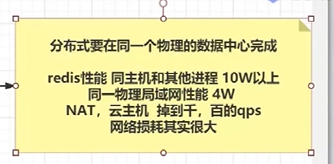 分布式要在同一个物理的数据中心完成
redis性能 同主机和其他进程 10W以上
同一物理局域网性能 4W
NAT，云主机 掉到千，百的qps
网络损耗其实很大